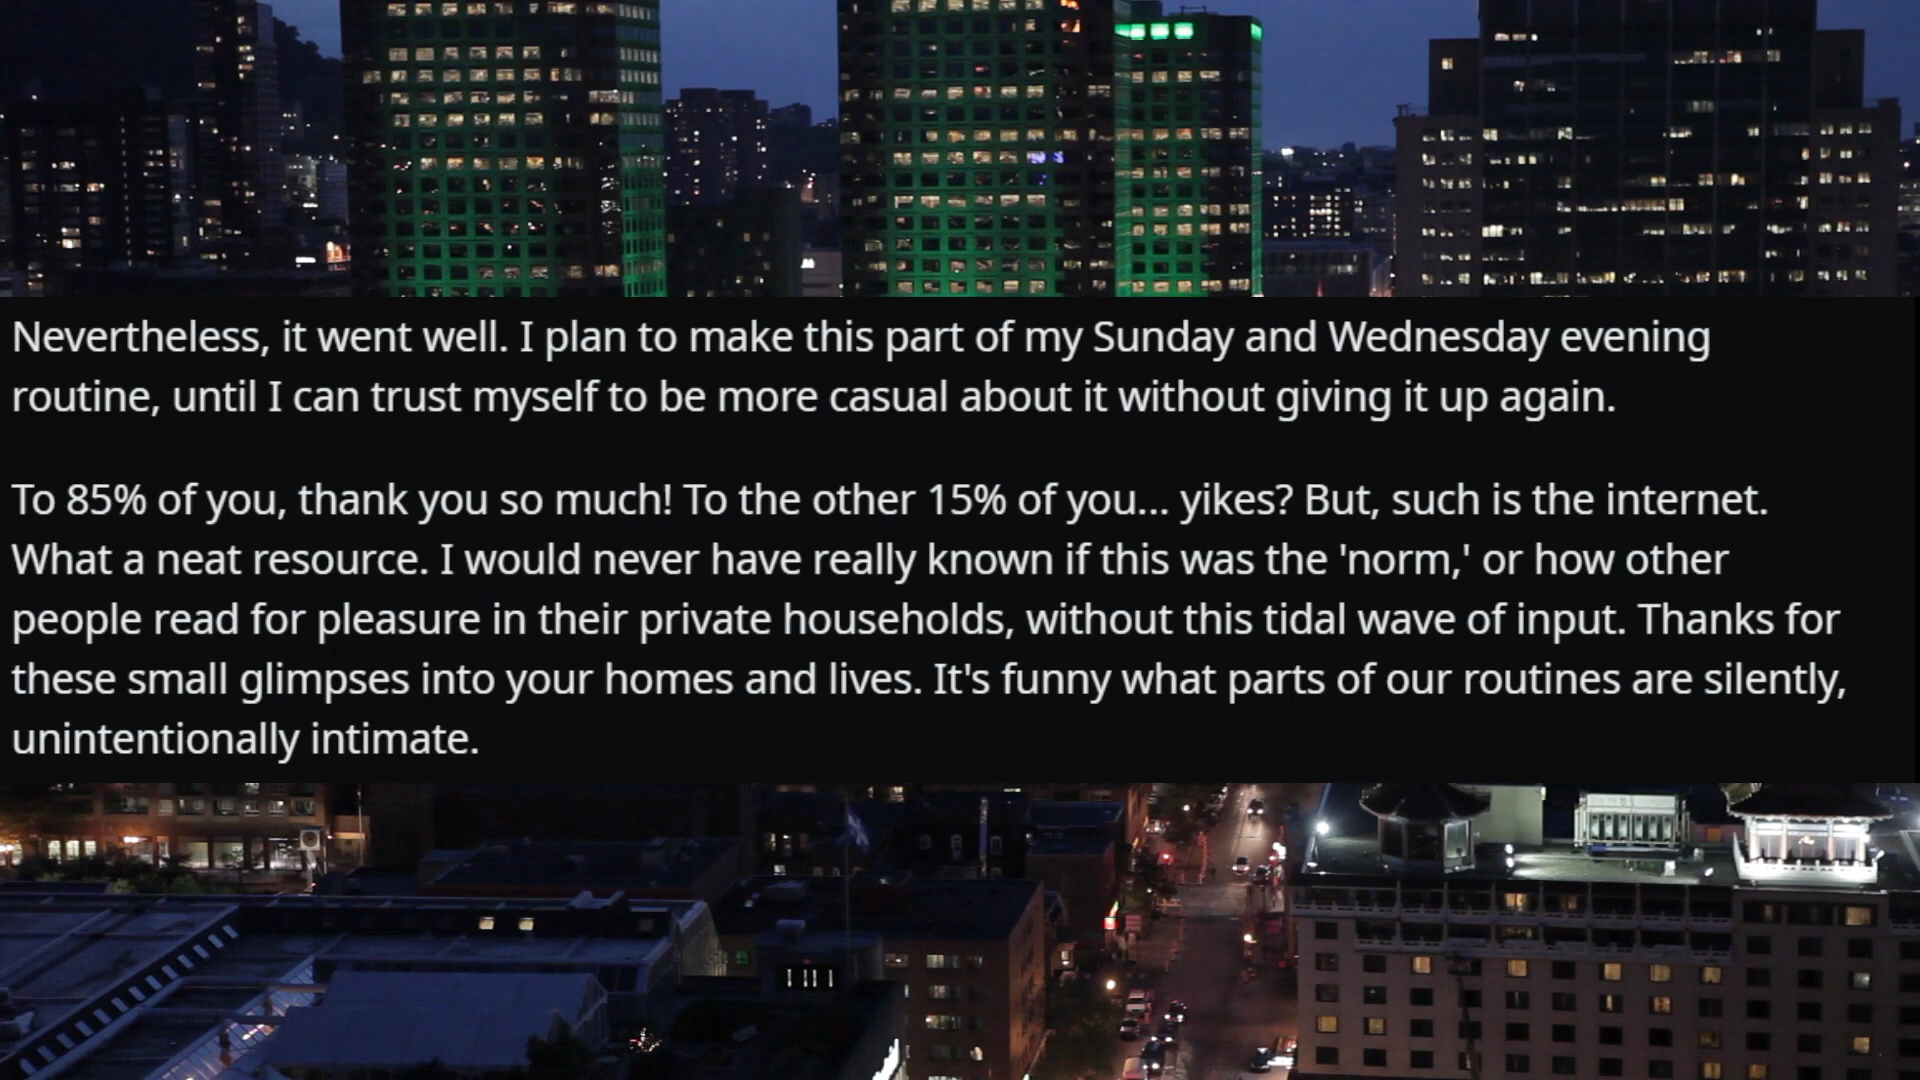 Nevertheless, it went well. I plan to make this part of my Sunday and Wednesday evening
routine, until I can trust myself to be more casual about it without giving it up again.
To 85% of you, thank you so much! To the other 15% of you... yikes? But, such is the internet.
What a neat resource. I would never have really known if this was the 'norm,' or how other
people read for pleasure in their private households, without this tidal wave of input. Thanks for
these small glimpses into your homes and lives. It's funny what parts of our routines are silently,
unintentionally intimate.